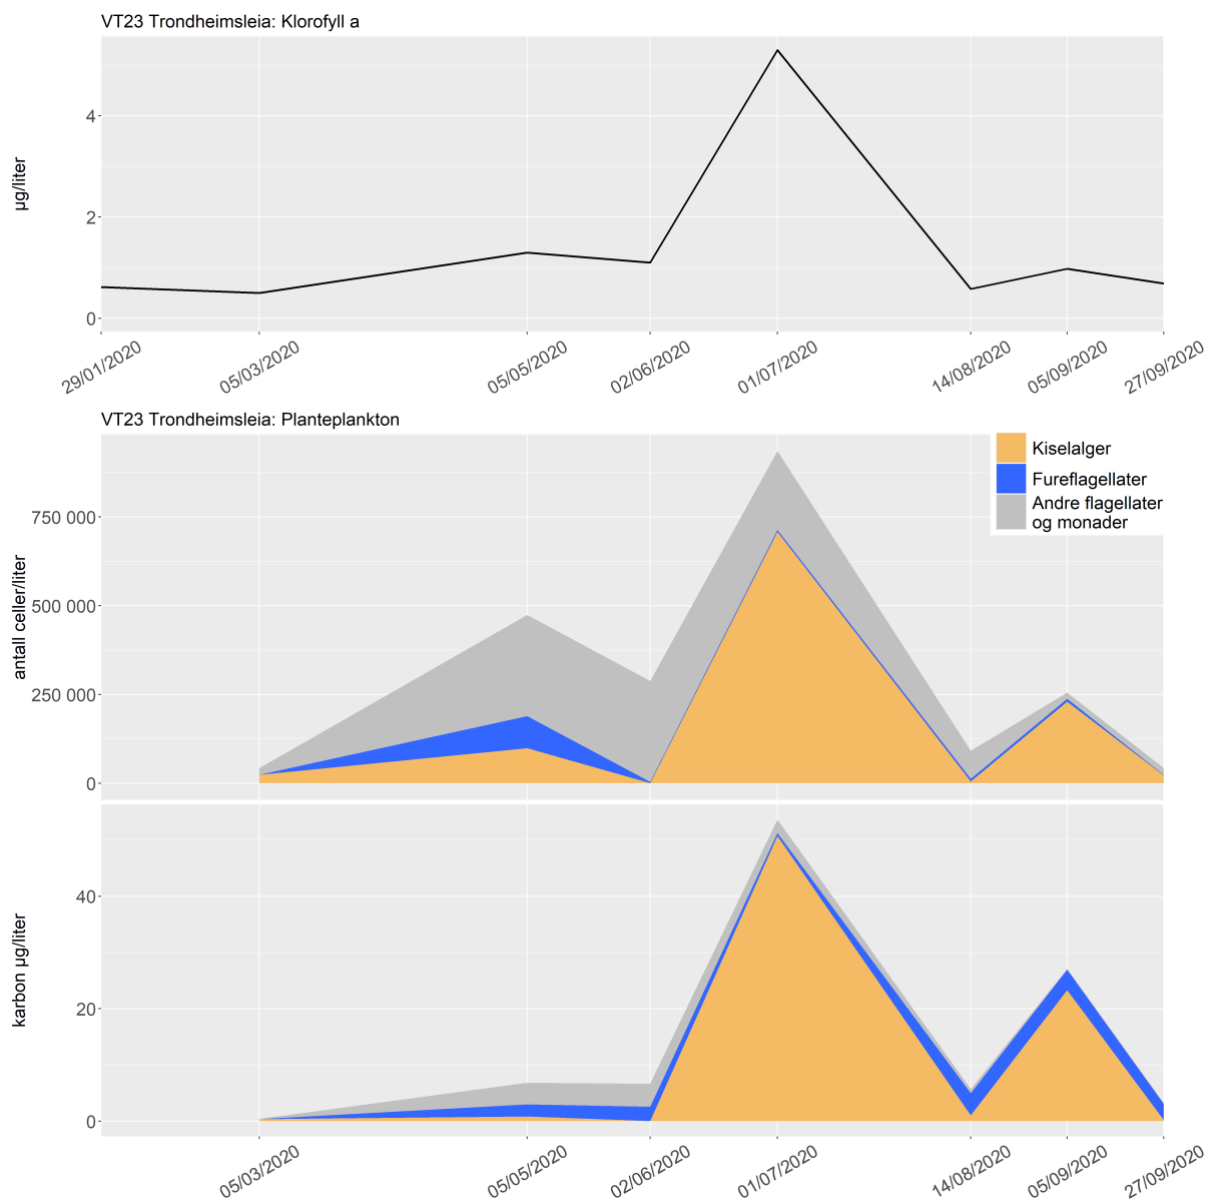 VT23 Trondheimsleia: Klorofyll a
µg/liter
4
2
0
29/01/2020
05/03/2020
05/05/2020
02/06/2020
01/07/2020
14/08/2020
05/09/2020
27/09/2020
VT23 Trondheimsleia: Planteplankton
Kiselalger
Fureflagellater
Andre flagellater
og monader
antall celler/liter
750 000
500 000
250 000
0
karbon µg/liter
40
20
0
05/03/2020
05/05/2020
02/06/2020
01/07/2020
14/08/2020
05/09/2020
27/09/2020